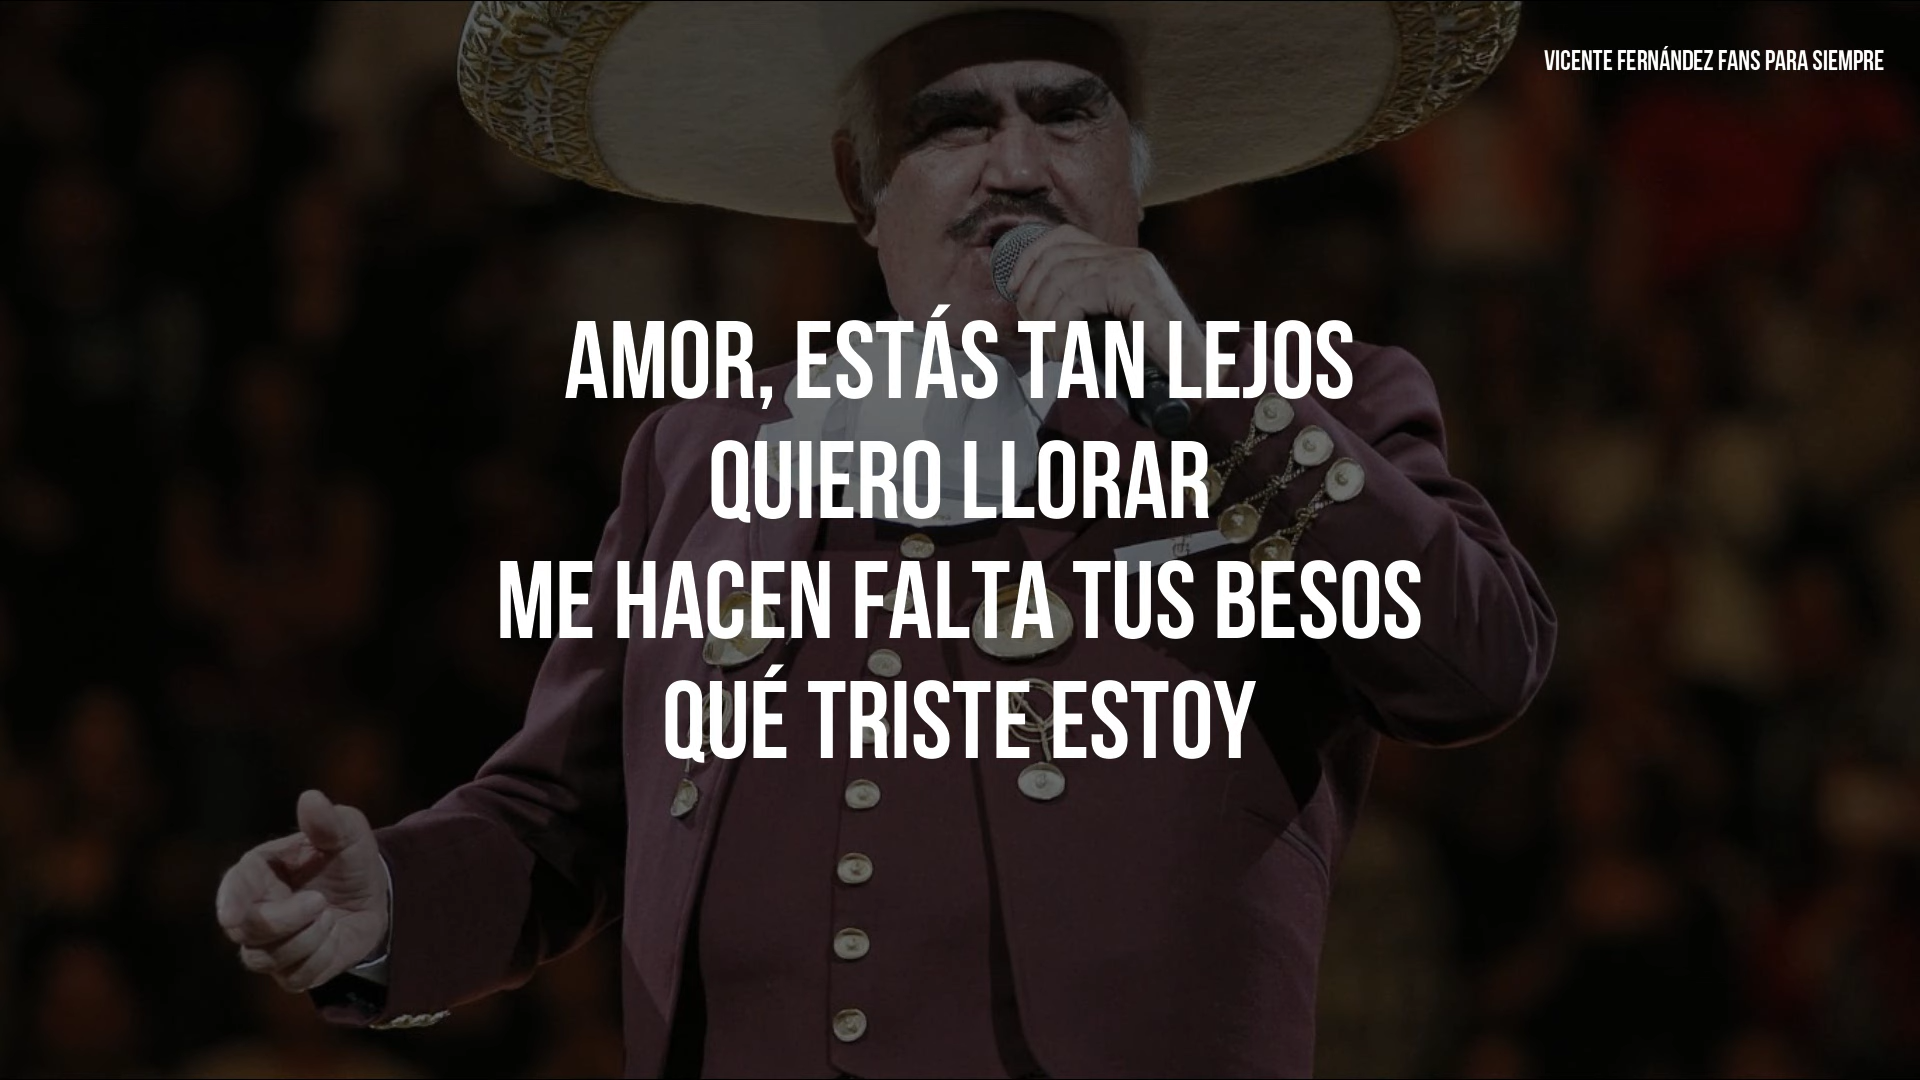 VICENTE FERNÁNDEZ FANS PARA SIEMPRE
AMOR, ESTÁS TAN LEJOS
QUIERO LLORAR
ME HACEN FALTA TUS BESOS
QUÉ TRISTE ESTOY